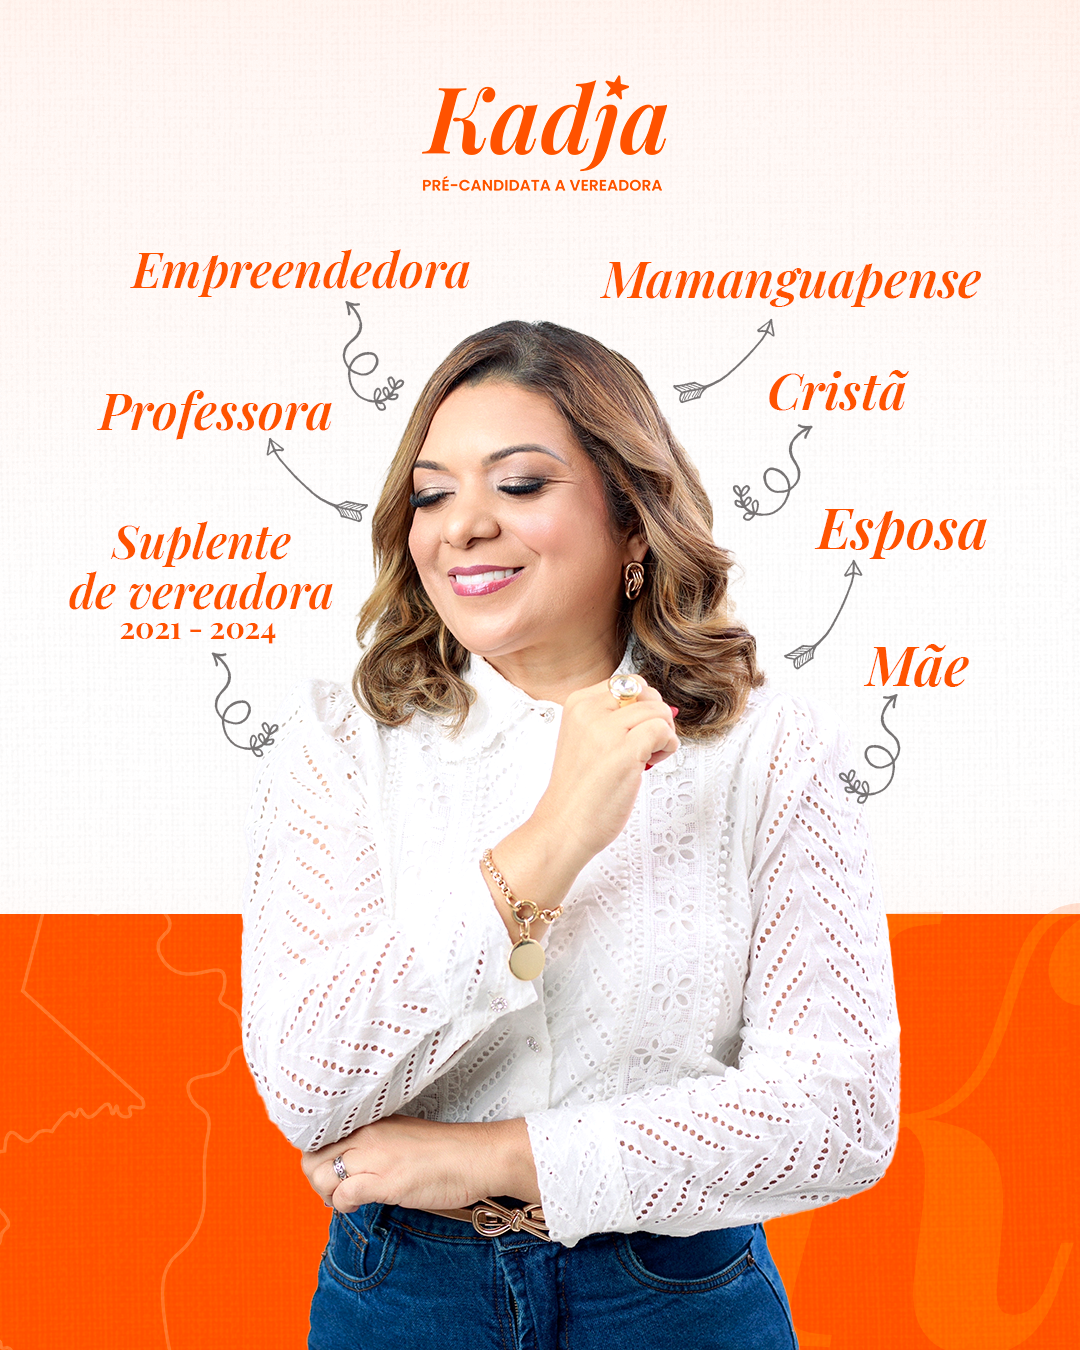 Kadja
PRÉ-CANDIDATA A VEREADORA
Empreendedora
Mamanguapense
Professora
Cristã
Suplente
de vereadora
2021 - 2024
Esposa
Mãe